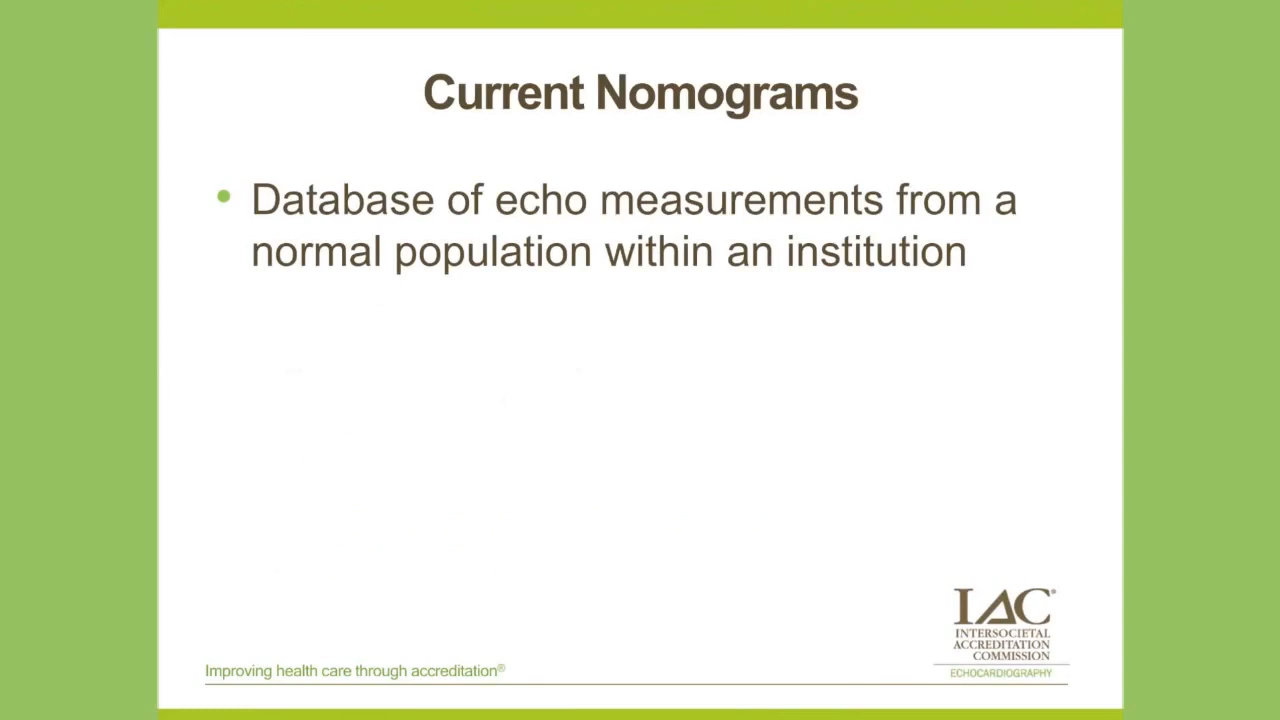 Current Nomograms
• Database of echo measurements from a
normal population within an institution
IAC®
INTERSOCIETAL
ACCREDITATION
COMMISSION
ECHOCARDIOGRAPHY
Improving health care through accreditation®